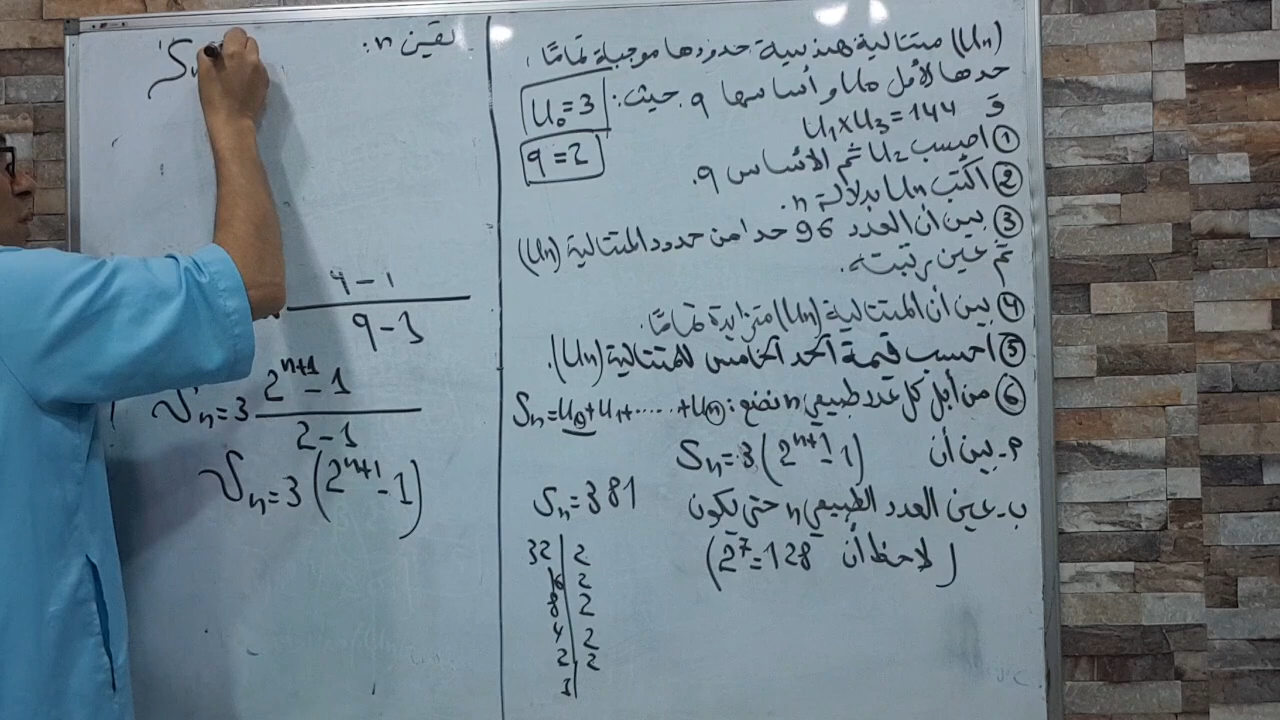 (Un) متتالية هندسية حدودها موجبة تمامًا،
حدها الأول U0 وأساسها q حيث: U0=3
و U1×U3=144
q=2
① احسب U2 ثم الأساس q.
② اكتب Un بدلالة n.
③ بين أن العدد 96 حدا من حدود المتتالية (Un)
ثم عين رتبته.
④ بين أن المتتالية (Un) متزايدة تمامًا.
⑤ احسب قيمة الحد الخامس للمتتالية (Un).
⑥ من أجل كل عدد طبيعي n نضع: Sn=U0+U1+.....+Un
أ- بين أن Sn=3(2^{n+1}-1)
ب- عين العدد الطبيعي n حتى يكون Sn=381
(لاحظ أن 2^7=128)
32 | 2
16 | 2
8 | 2
4 | 2
2 | 2
1 |
تعيين n:
Sn
q-1
Sn=3 (2^{n+1}-1)/(2-1)
Sn=3(2^{n+1}-1)